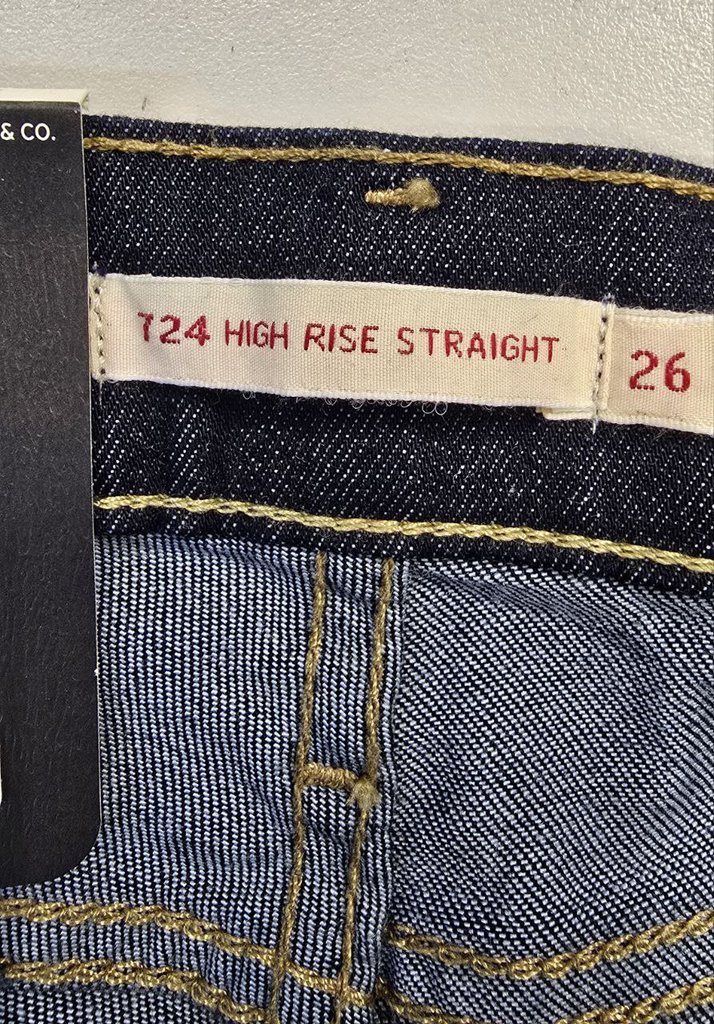 & CO.
724 HIGH RISE STRAIGHT
26